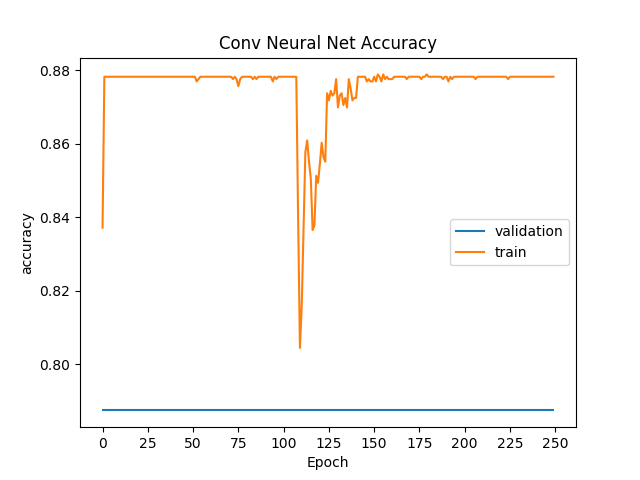 Conv Neural Net Accuracy
0.88
0.86
0.84
0.82
0.80
accuracy
validation
train
0 25 50 75 100 125 150 175 200 225 250
Epoch